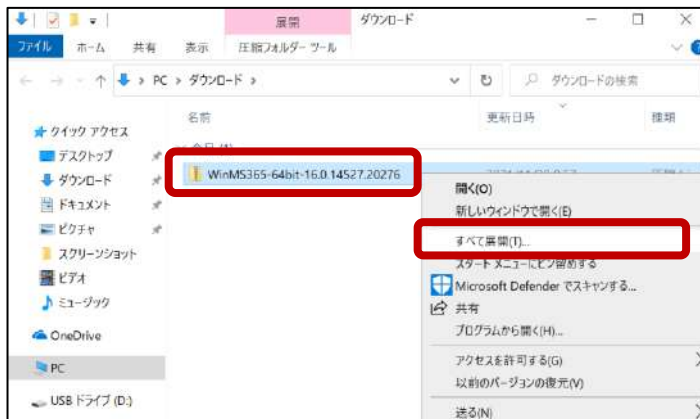 展開
ダウンロード
ファイル
ホーム
共有
表示
圧縮フォルダー ツール
PC › ダウンロード ›
ダウンロードの検索
名前
更新日時
種類
クイック アクセス
デスクトップ
WinMS365-64bit-16.0.14527.20276
ダウンロード
開く(O)
ドキュメント
新しいウィンドウで開く(E)
ピクチャ
すべて展開(T)...
スクリーンショット
スタート メニューにピン留めする
ビデオ
Microsoft Defender でスキャンする...
ミュージック
共有
OneDrive
プログラムから開く(H)...
PC
アクセスを許可する(G)
以前のバージョンの復元(V)
USB ドライブ (D:)
送る(N)